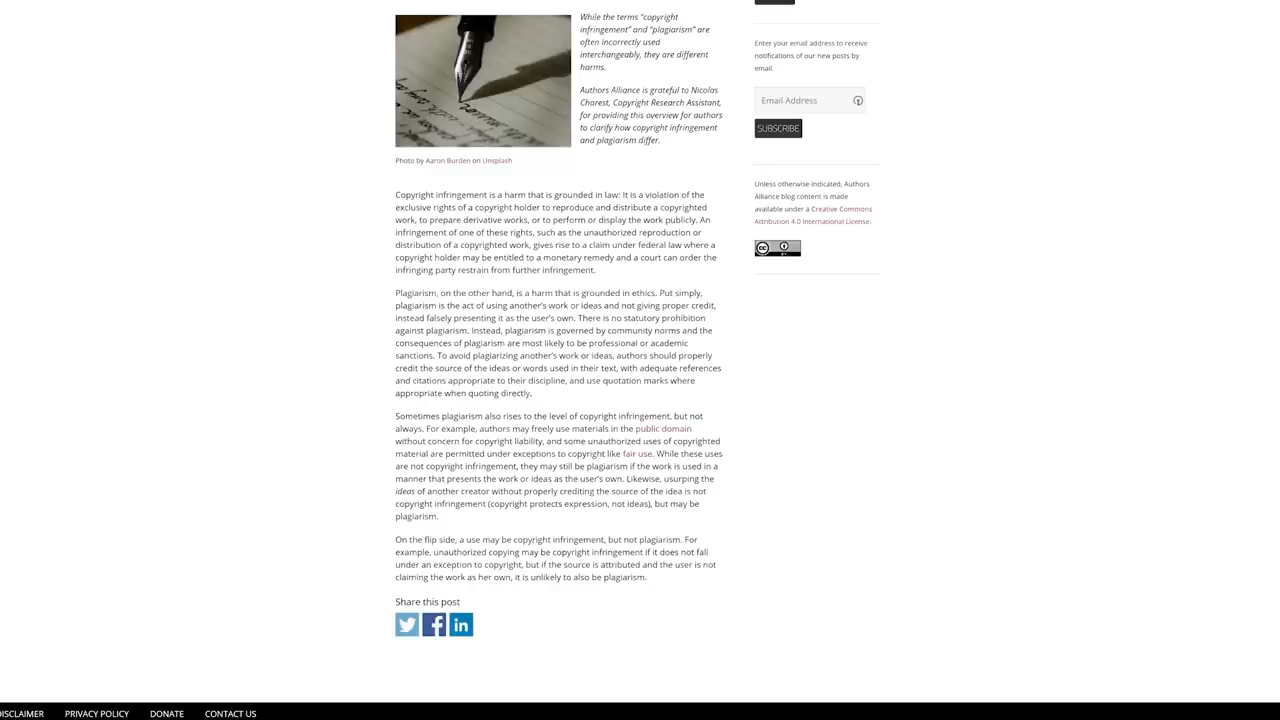 While the terms “copyright
infringement” and “plagiarism” are
often incorrectly used
interchangeably, they are different
harms.
Authors Alliance is grateful to Nicolas
Charest, Copyright Research Assistant,
for providing this overview for authors
to clarify how copyright infringement
and plagiarism differ.
Photo by Aaron Burden on Unsplash
Copyright infringement is a harm that is grounded in law: It is a violation of the
exclusive rights of a copyright holder to reproduce and distribute a copyrighted
work, to prepare derivative works, or to perform or display the work publicly. An
infringement of one of these rights, such as the unauthorized reproduction or
distribution of a copyrighted work, gives rise to a claim under federal law where a
copyright holder may be entitled to a monetary remedy and a court can order the
infringing party restrain from further infringement.
Plagiarism, on the other hand, is a harm that is grounded in ethics. Put simply,
plagiarism is the act of using another’s work or ideas and not giving proper credit,
instead falsely presenting it as the user’s own. There is no statutory prohibition
against plagiarism. Instead, plagiarism is governed by community norms and the
consequences of plagiarism are most likely to be professional or academic
sanctions. To avoid plagiarizing another’s work or ideas, authors should properly
credit the source of the ideas or words used in their text, with adequate references
and citations appropriate to their discipline, and use quotation marks where
appropriate when quoting directly.
Sometimes plagiarism also rises to the level of copyright infringement, but not
always. For example, authors may freely use materials in the public domain
without concern for copyright liability, and some unauthorized uses of copyrighted
material are permitted under exceptions to copyright like fair use. While these uses
are not copyright infringement, they may still be plagiarism if the work is used in a
manner that presents the work or ideas as the user’s own. Likewise, usurping the
ideas of another creator without properly crediting the source of the idea is not
copyright infringement (copyright protects expression, not ideas), but may be
plagiarism.
On the flip side, a use may be copyright infringement, but not plagiarism. For
example, unauthorized copying may be copyright infringement if it does not fall
under an exception to copyright, but if the source is attributed and the user is not
claiming the work as her own, it is unlikely to also be plagiarism.
Share this post
Enter your email address to receive
notifications of our new posts by
email.
Email Address
SUBSCRIBE
Unless otherwise indicated, Authors
Alliance blog content is made
available under a Creative Commons
Attribution 4.0 International License.
cc
BY
DISCLAIMER PRIVACY POLICY DONATE CONTACT US